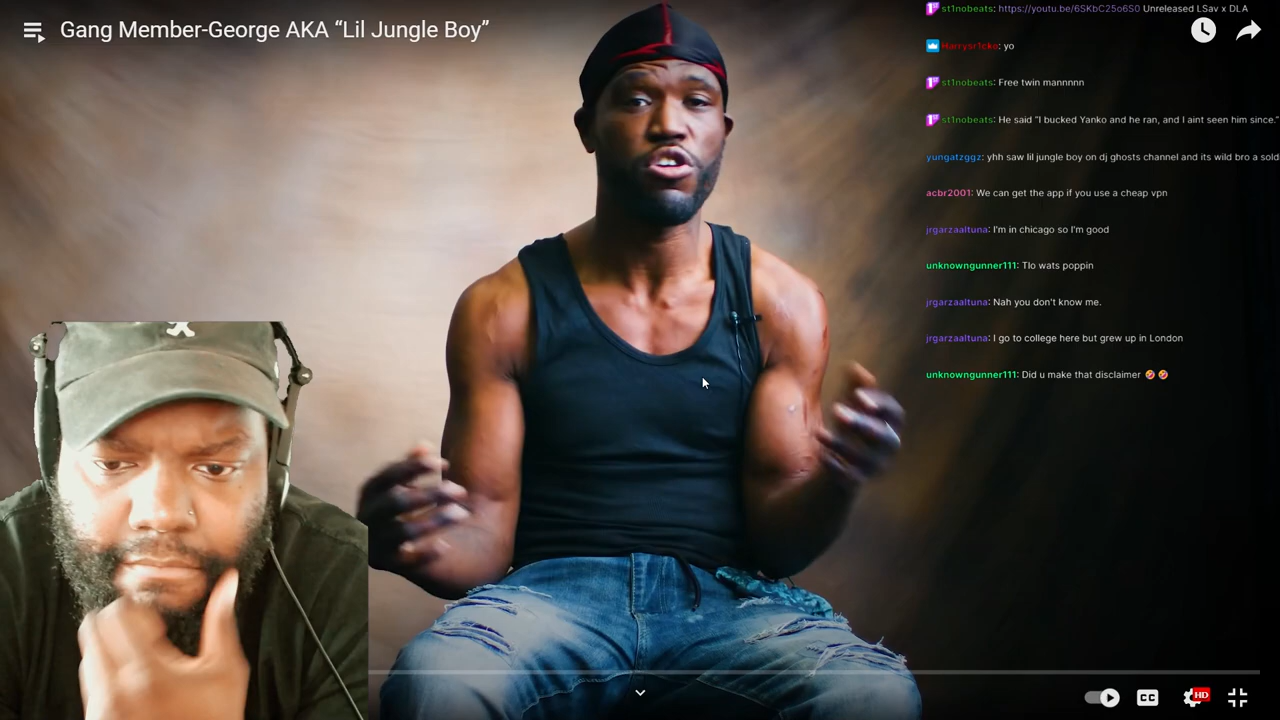 Gang Member-George AKA “Lil Jungle Boy”
st1nobeats: https://youtu.be/6SKbC25o6S0 Unreleased LSav x DLA
Harrysr1cko: yo
st1nobeats: Free twin mannnnn
st1nobeats: He said "I bucked Yanko and he ran, and I aint seen him since."
yungatzggz: yhh saw lil jungle boy on dj ghosts channel and its wild bro a sold
acbr2001: We can get the app if you use a cheap vpn
jrgarzaaltuna: I'm in chicago so I'm good
unknowngunner111: Tlo wats poppin
jrgarzaaltuna: Nah you don't know me.
jrgarzaaltuna: I go to college here but grew up in London
unknowngunner111: Did u make that disclaimer 🤣 🤣
CC
HD